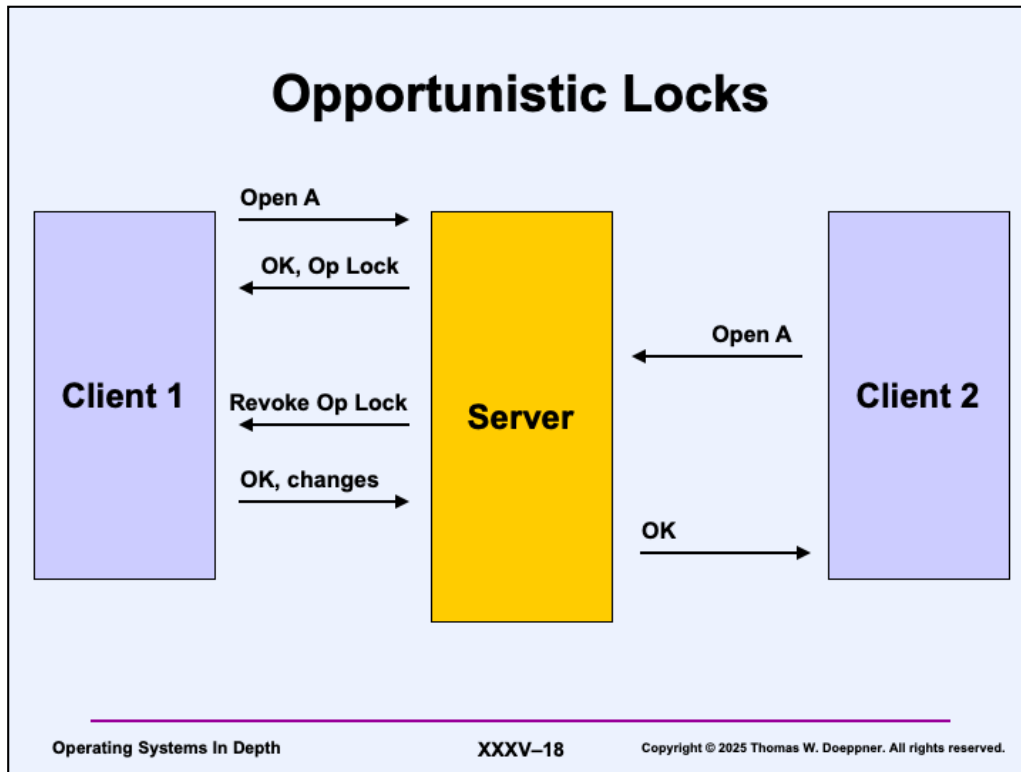 Opportunistic Locks
Open A
OK, Op Lock
Open A
Client 1
Revoke Op Lock
Server
Client 2
OK, changes
OK
Operating Systems In Depth
XXXV–18
Copyright © 2025 Thomas W. Doeppner. All rights reserved.